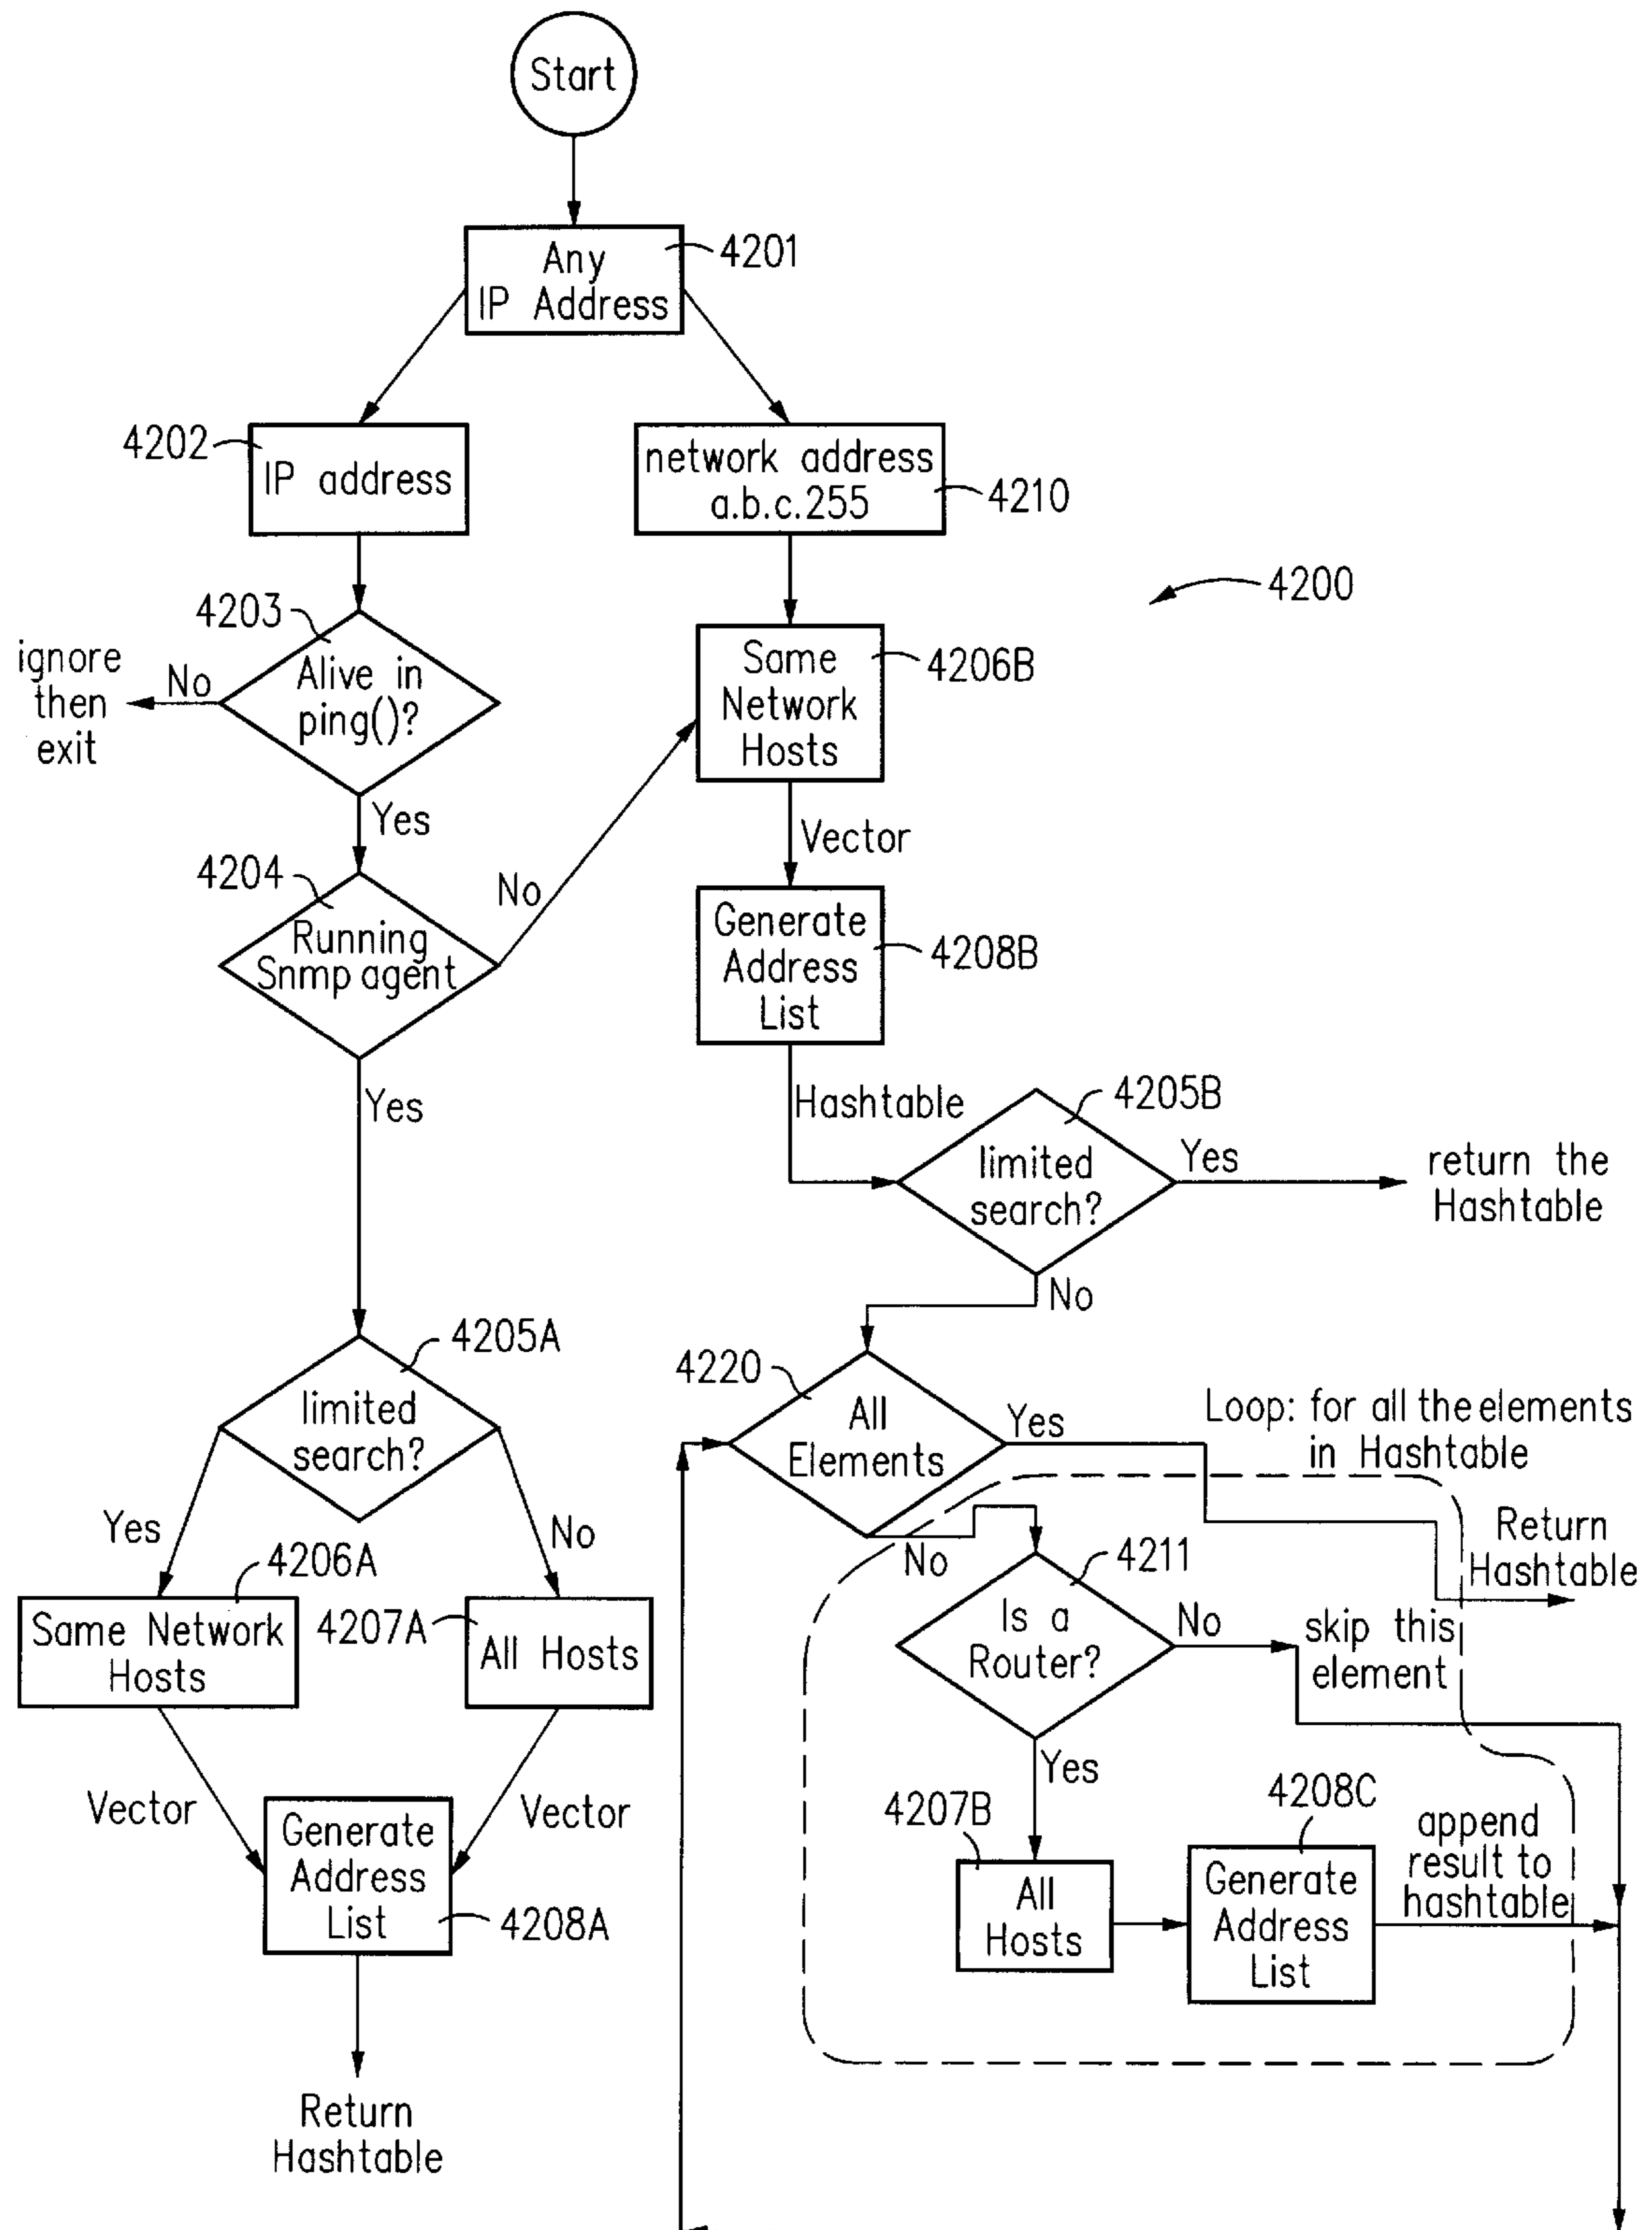 Start
Any
IP Address
4201
4202
IP address
network address
a.b.c.255
4210
4200
4203
Alive in
ping()?
No
ignore
then
exit
Yes
Same
Network
Hosts
4206B
4204
Running
Snmp agent
No
Vector
Generate
Address
List
4208B
Yes
Hashtable
4205B
limited
search?
Yes
return the
Hashtable
No
4205A
limited
search?
4220
All
Elements
Yes
Loop: for all the elements
in Hashtable
Yes
No
No
Return
Hashtable
4206A
Same Network
Hosts
4207A
All Hosts
4211
Is a
Router?
No
skip this
element
Yes
Vector
Vector
Generate
Address
List
4208A
4207B
All
Hosts
4208C
Generate
Address
List
append
result to
hashtable
Return
Hashtable